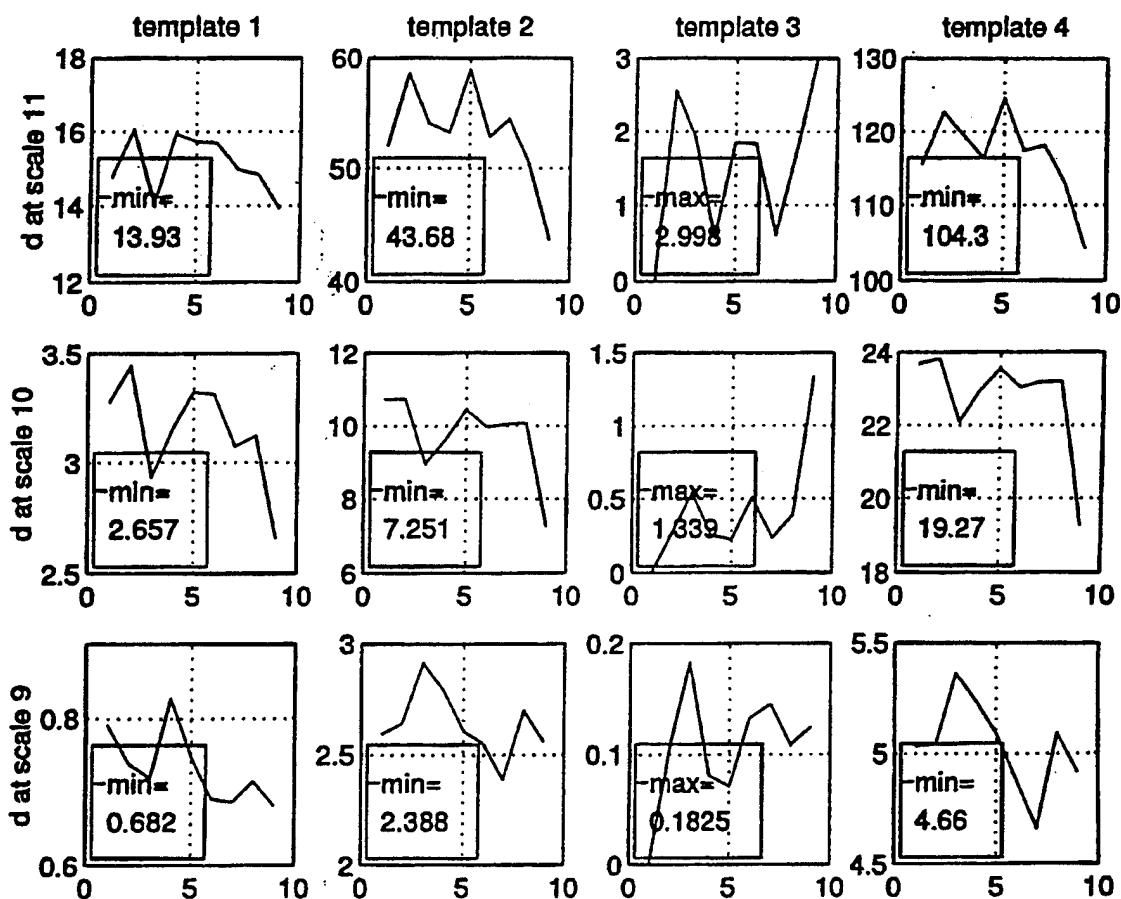 template 1 template 2 template 3 template 4
d at scale 11
18
16
14
12
-min=
13.93
0 5 10
60
50
40
-min=
43.68
0 5 10
3
2
1
0
-max=
2.998
0 5 10
130
120
110
100
-min=
104.3
0 5 10
d at scale 10
3.5
3
2.5
-min=
2.657
0 5 10
12
10
8
6
-min=
7.251
0 5 10
1.5
1
0.5
0
-max=
1.339
0 5 10
24
22
20
18
-min=
19.27
0 5 10
d at scale 9
0.8
0.6
-min=
0.682
0 5 10
3
2.5
2
-min=
2.388
0 5 10
0.2
0.1
0
-max=
0.1825
0 5 10
5.5
5
4.5
-min=
4.66
0 5 10